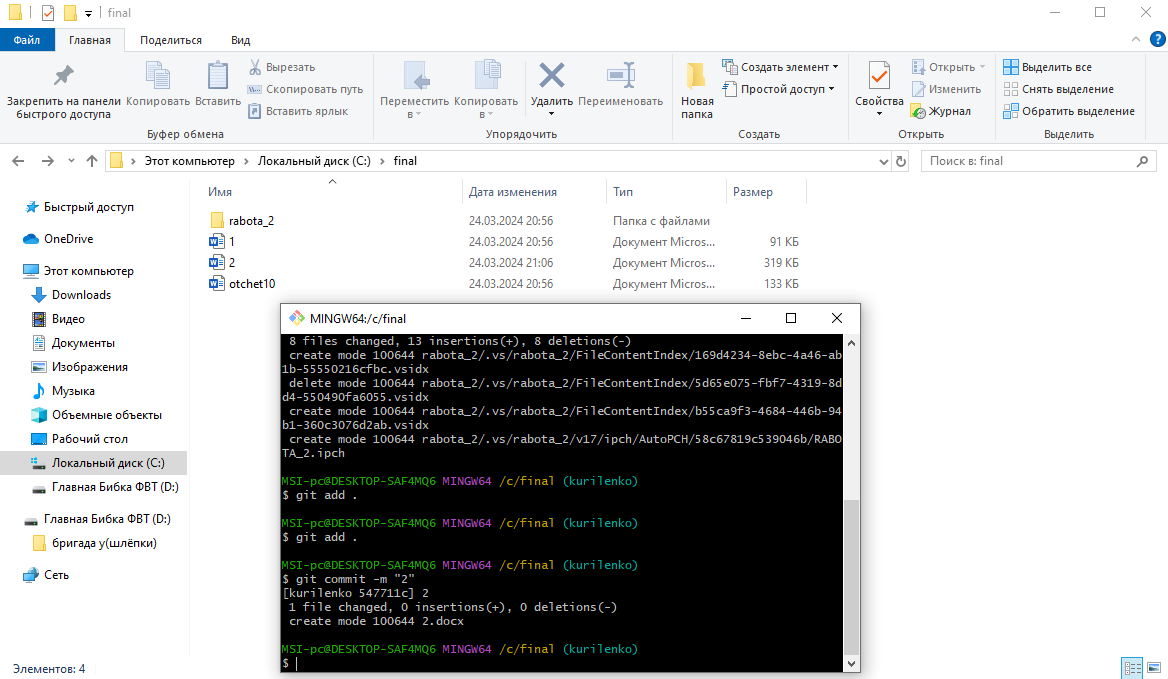 final
Файл Главная Поделиться Вид
Закрепить на панели быстрого доступа
Копировать
Вставить
Вырезать
Скопировать путь
Вставить ярлык
Буфер обмена
Переместить в
Копировать в
Удалить
Переименовать
Упорядочить
Новая папка
Создать элемент
Простой доступ
Создать
Свойства
Открыть
Изменить
Журнал
Открыть
Выделить все
Снять выделение
Обратить выделение
Выделить
Этот компьютер > Локальный диск (C:) > final
Поиск в: final
Быстрый доступ
OneDrive
Этот компьютер
Downloads
Видео
Документы
Изображения
Музыка
Объемные объекты
Рабочий стол
Локальный диск (C:)
Главная Бибка ФВТ (D:)
Главная Бибка ФВТ (D:)
бригада у(шлёпки)
Сеть
Имя Дата изменения Тип Размер
rabota_2 24.03.2024 20:56 Папка с файлами
1 24.03.2024 20:56 Документ Micros... 91 КБ
2 24.03.2024 21:06 Документ Micros... 319 КБ
otchet10 24.03.2024 20:56 Документ Micros... 133 КБ
MINGW64:/c/final
8 files changed, 13 insertions(+), 8 deletions(-)
create mode 100644 rabota_2/.vs/rabota_2/FileContentIndex/169d4234-8ebc-4a46-ab
1b-55550216cfbc.vsidx
delete mode 100644 rabota_2/.vs/rabota_2/FileContentIndex/5d65e075-fbf7-4319-8d
d4-550490fa6055.vsidx
create mode 100644 rabota_2/.vs/rabota_2/FileContentIndex/b55ca9f3-4684-446b-94
b1-360c3076d2ab.vsidx
create mode 100644 rabota_2/.vs/rabota_2/v17/ipch/AutoPCH/58c67819c539046b/RABO
TA_2.ipch
MSI-pc@DESKTOP-SAF4MQ6 MINGW64 /c/final (kurilenko)
$ git add .
MSI-pc@DESKTOP-SAF4MQ6 MINGW64 /c/final (kurilenko)
$ git add .
MSI-pc@DESKTOP-SAF4MQ6 MINGW64 /c/final (kurilenko)
$ git commit -m "2"
[kurilenko 547711c] 2
1 file changed, 0 insertions(+), 0 deletions(-)
create mode 100644 2.docx
MSI-pc@DESKTOP-SAF4MQ6 MINGW64 /c/final (kurilenko)
$
Элементов: 4